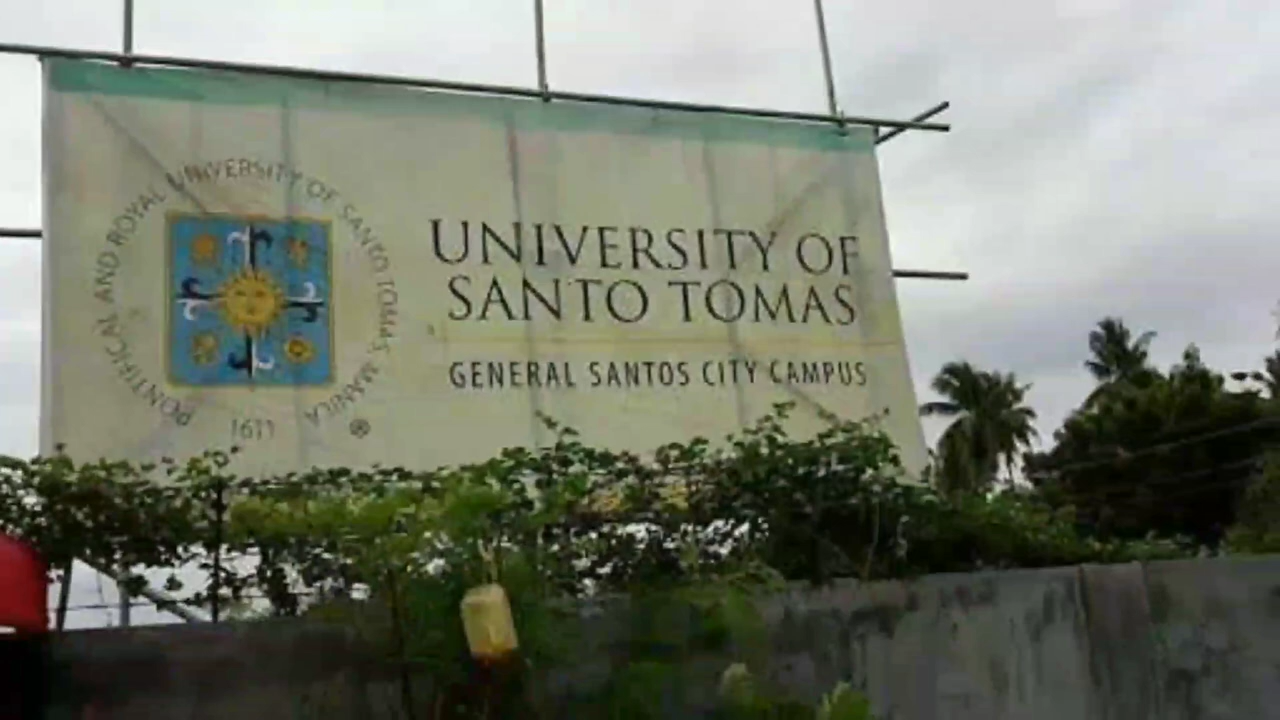 PONTIFICAL AND ROYAL UNIVERSITY OF SANTO TOMAS, MANILA
1611
UNIVERSITY OF
SANTO TOMAS
GENERAL SANTOS CITY CAMPUS